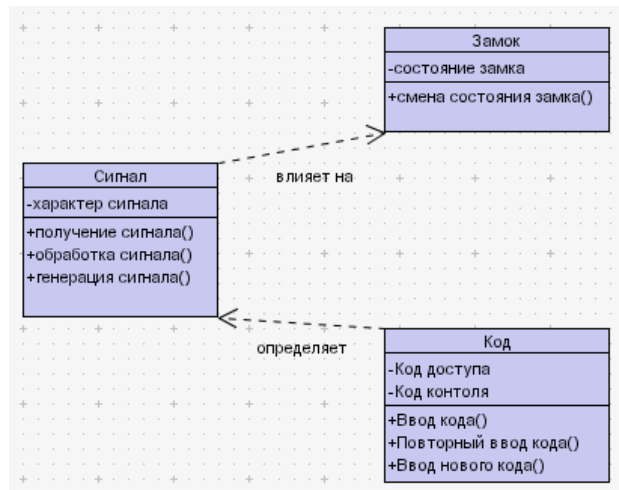 Замок
-состояние замка
+смена состояния замка()
влияет на
Сигнал
-характер сигнала
+получение сигнала()
+обработка сигнала()
+генерация сигнала()
определяет
Код
-Код доступа
-Код контоля
+Ввод кода()
+Повторный ввод кода()
+Ввод нового кода()